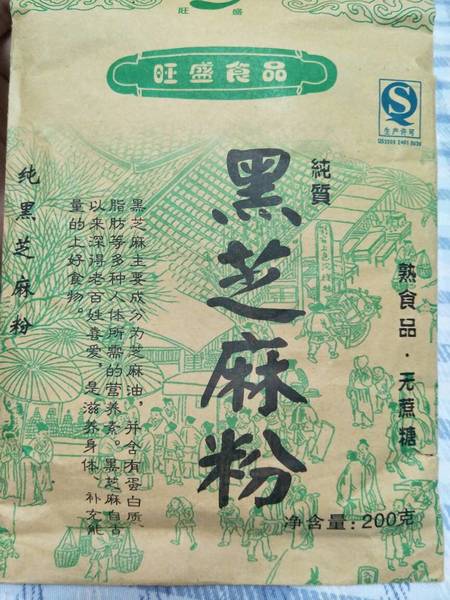 旺 盛
旺盛食品
生产许可
純質
黑芝麻粉
熟食品·无蔗糖
净含量:200克
黑芝麻主要成分为芝麻油，并含有蛋白质、
脂肪等多种人体所需的营养素。黑芝麻自古
以来深得老百姓喜爱，是滋养身体、补充能
量的上好食物。
纯黑芝麻粉